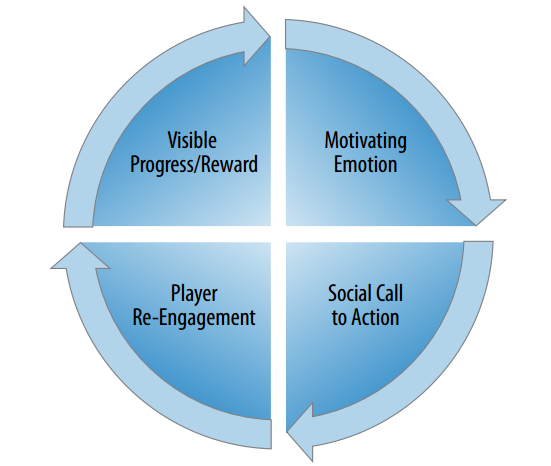 Visible
Progress/Reward
Motivating
Emotion
Player
Re-Engagement
Social Call
to Action